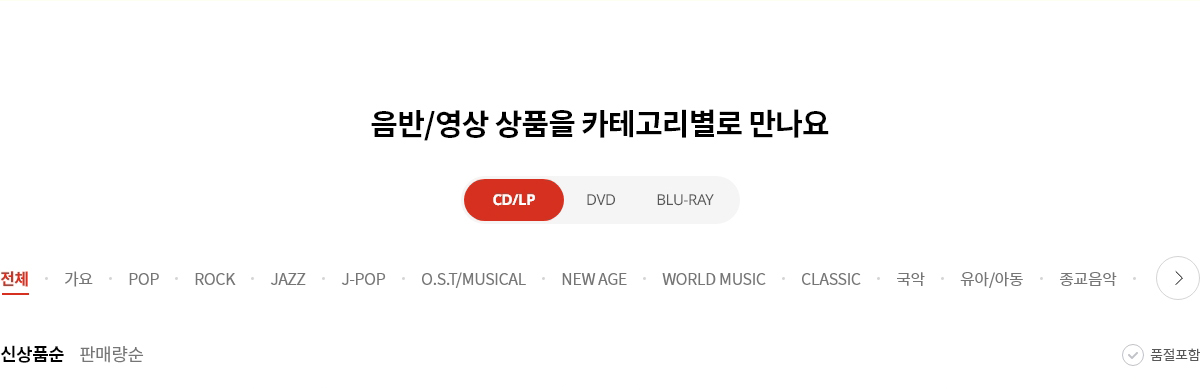 음반/영상 상품을 카테고리별로 만나요
CD/LP DVD BLU-RAY
전체 · 가요 · POP · ROCK · JAZZ · J-POP · O.S.T/MUSICAL · NEW AGE · WORLD MUSIC · CLASSIC · 국악 · 유아/아동 · 종교음악 ·
신상품순 판매량순 품절포함